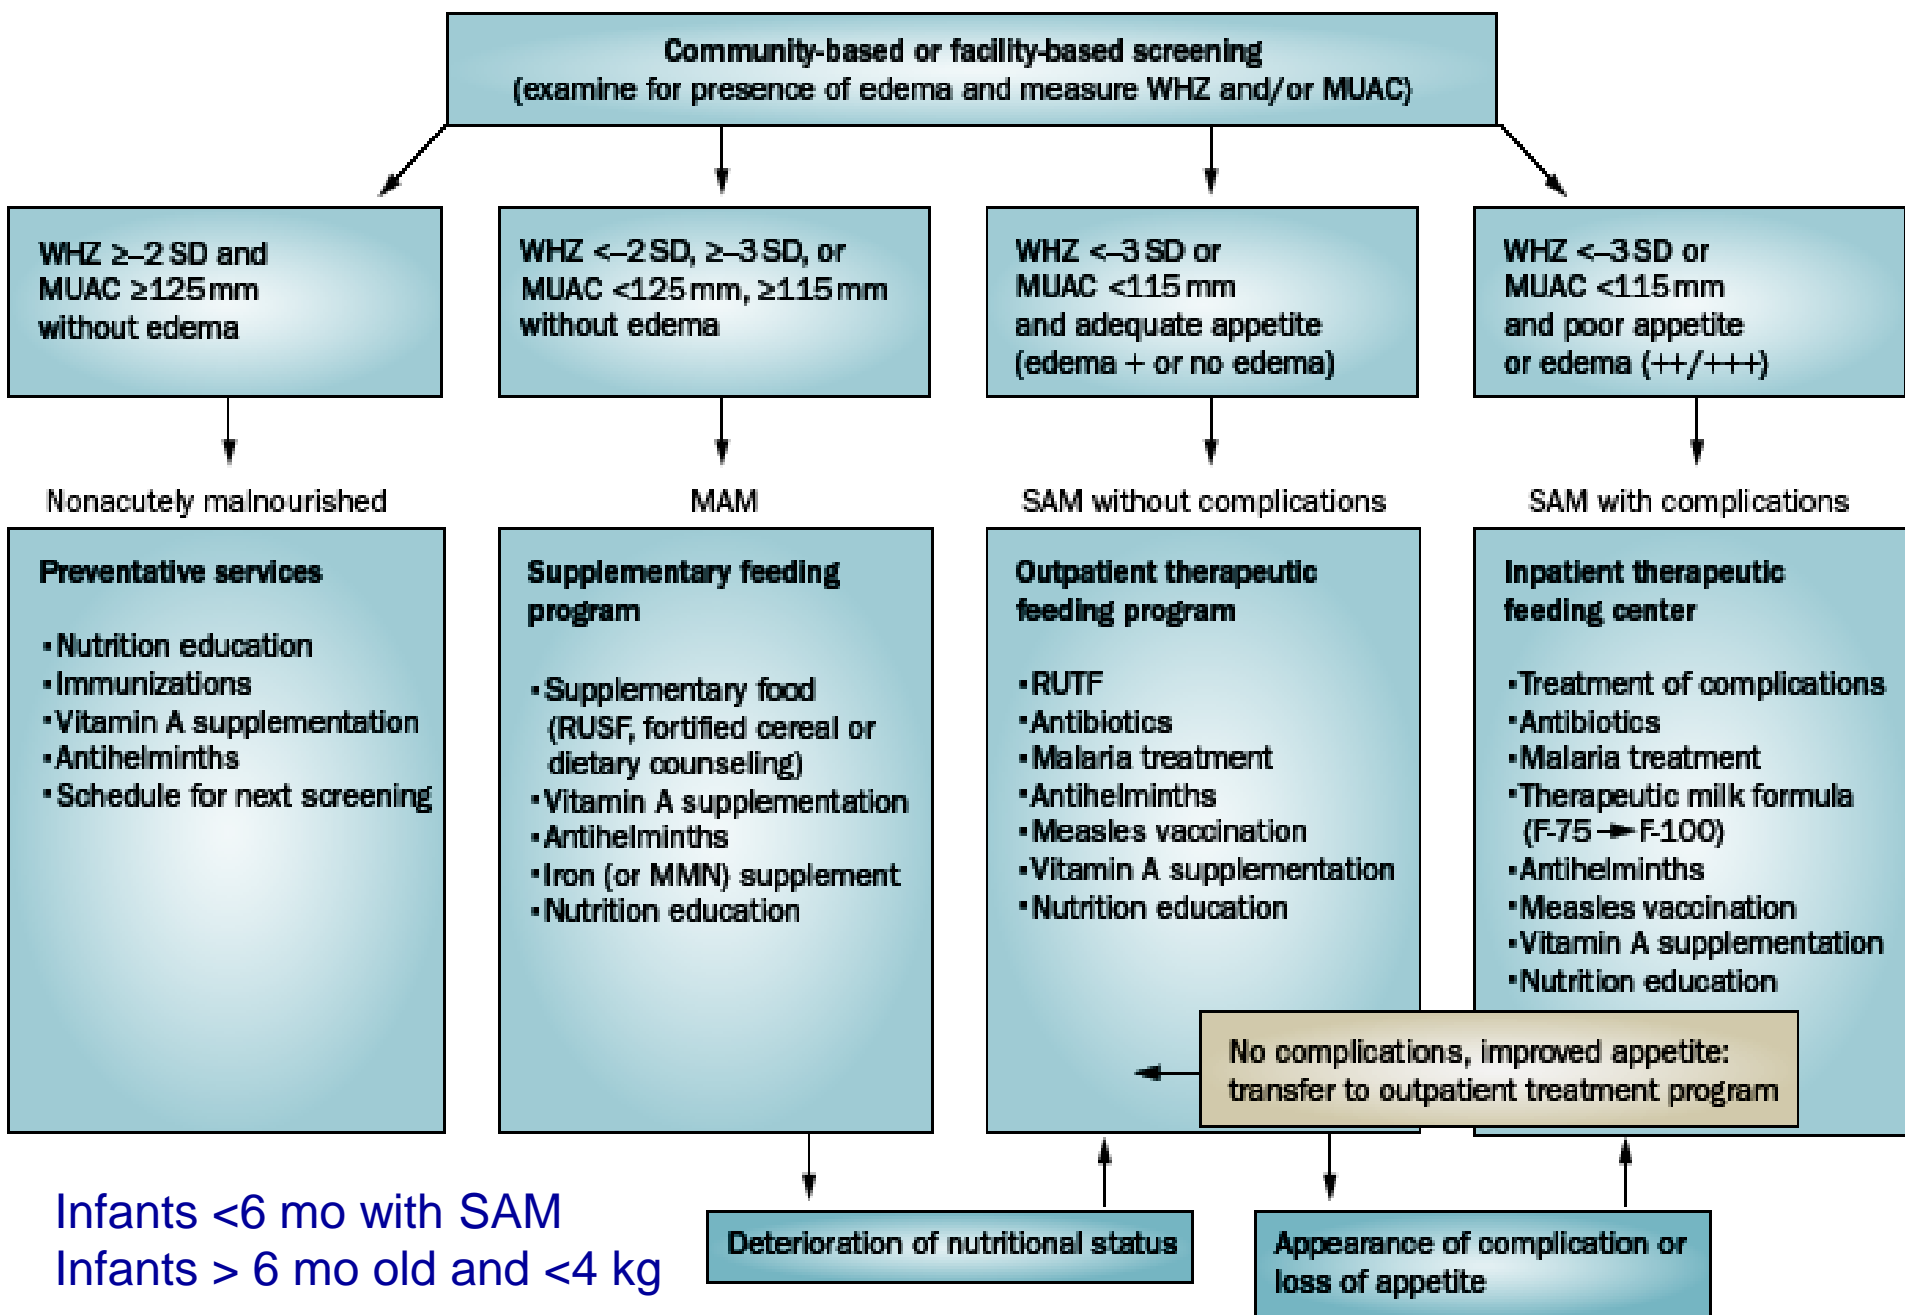 Community-based or facility-based screening
(examine for presence of edema and measure WHZ and/or MUAC)
WHZ ≥–2 SD and
MUAC ≥125 mm
without edema
WHZ <–2 SD, ≥–3 SD, or
MUAC <125 mm, ≥115 mm
without edema
WHZ <–3 SD or
MUAC <115 mm
and adequate appetite
(edema + or no edema)
WHZ <–3 SD or
MUAC <115 mm
and poor appetite
or edema (++/+++)
Nonacutely malnourished
MAM
SAM without complications
SAM with complications
Preventative services
▪Nutrition education
▪Immunizations
▪Vitamin A supplementation
▪Antihelminths
▪Schedule for next screening
Supplementary feeding
program
▪Supplementary food
(RUSF, fortified cereal or
dietary counseling)
▪Vitamin A supplementation
▪Antihelminths
▪Iron (or MMN) supplement
▪Nutrition education
Outpatient therapeutic
feeding program
▪RUTF
▪Antibiotics
▪Malaria treatment
▪Antihelminths
▪Measles vaccination
▪Vitamin A supplementation
▪Nutrition education
Inpatient therapeutic
feeding center
▪Treatment of complications
▪Antibiotics
▪Malaria treatment
▪Therapeutic milk formula
(F-75 → F-100)
▪Antihelminths
▪Measles vaccination
▪Vitamin A supplementation
▪Nutrition education
No complications, improved appetite:
transfer to outpatient treatment program
Infants <6 mo with SAM
Infants > 6 mo old and <4 kg
Deterioration of nutritional status
Appearance of complication or
loss of appetite